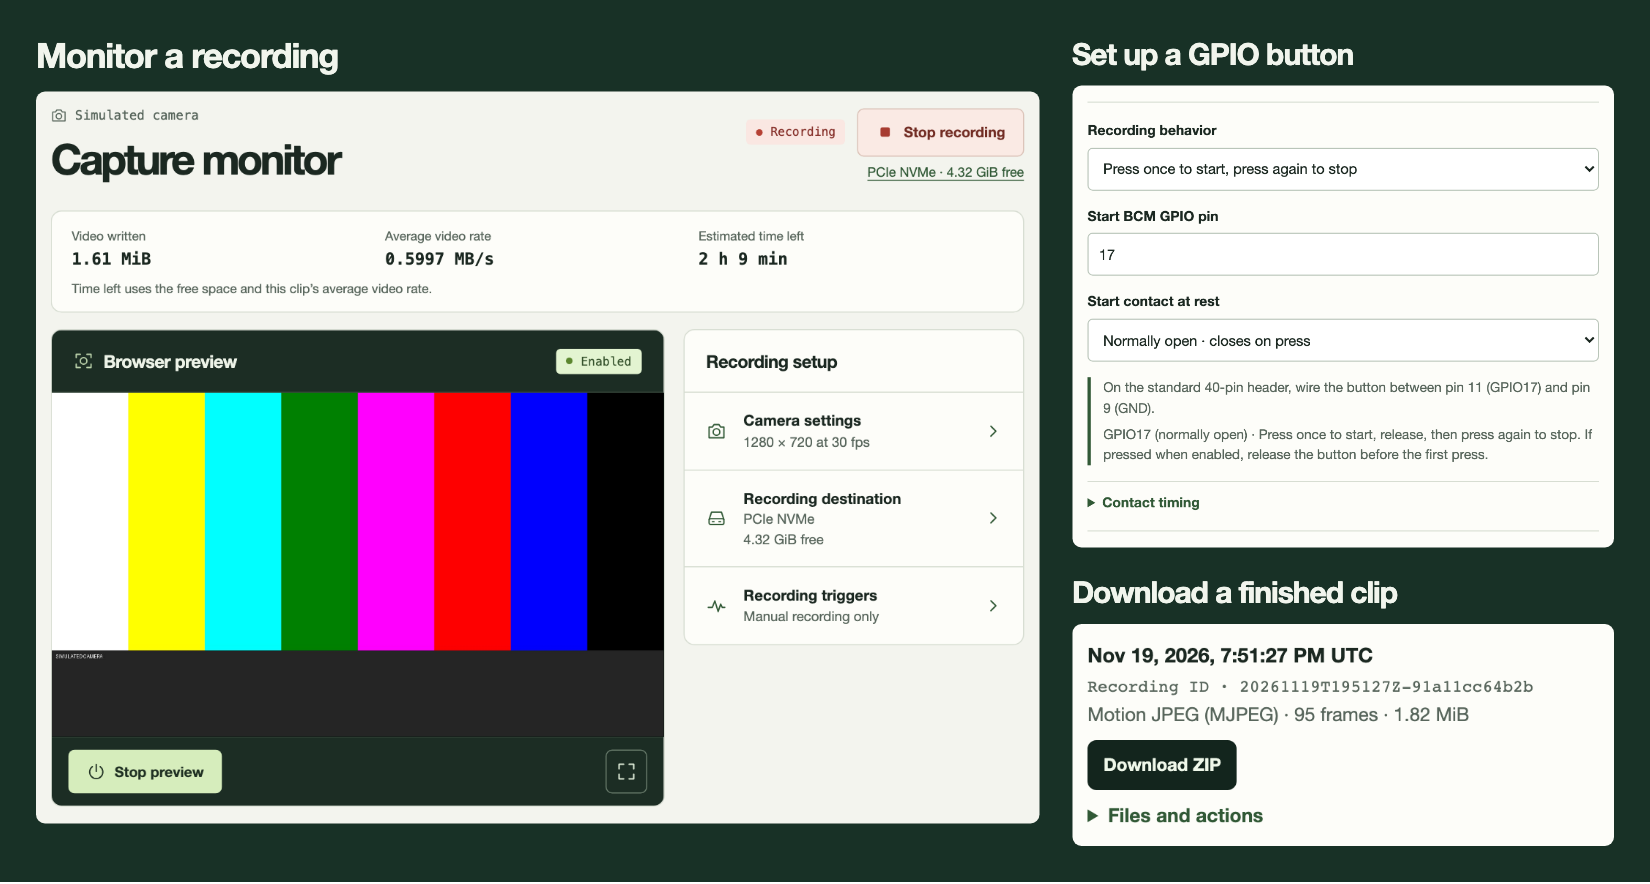 Monitor a recording
Simulated camera
Capture monitor
Recording
Stop recording
PCIe NVMe · 4.32 GiB free
Video written
1.61 MiB
Average video rate
0.5997 MB/s
Estimated time left
2 h 9 min
Time left uses the free space and this clip's average video rate.
Browser preview
Enabled
SIMULATED CAMERA
Stop preview
Recording setup
Camera settings
1280 × 720 at 30 fps
Recording destination
PCIe NVMe
4.32 GiB free
Recording triggers
Manual recording only
Set up a GPIO button
Recording behavior
Press once to start, press again to stop
Start BCM GPIO pin
17
Start contact at rest
Normally open · closes on press
On the standard 40-pin header, wire the button between pin 11 (GPIO17) and pin
9 (GND).
GPIO17 (normally open) · Press once to start, release, then press again to stop. If
pressed when enabled, release the button before the first press.
Contact timing
Download a finished clip
Nov 19, 2026, 7:51:27 PM UTC
Recording ID · 20261119T195127Z-91a11cc64b2b
Motion JPEG (MJPEG) · 95 frames · 1.82 MiB
Download ZIP
Files and actions